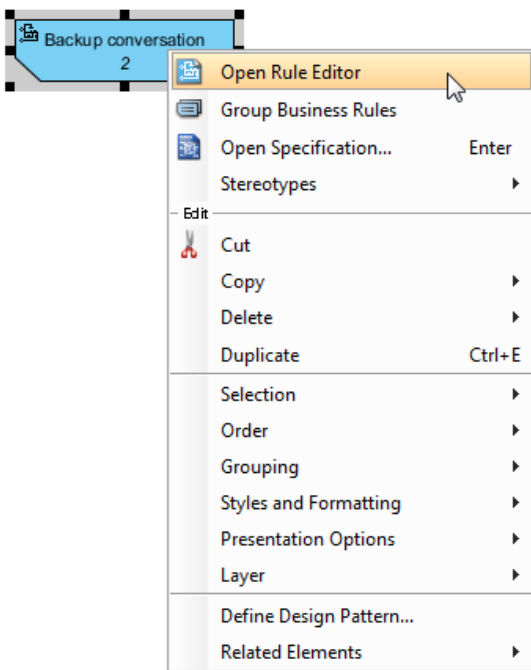 Backup conversation
2
Open Rule Editor
Group Business Rules
Open Specification... Enter
Stereotypes
Edit
Cut
Copy
Delete
Duplicate Ctrl+E
Selection
Order
Grouping
Styles and Formatting
Presentation Options
Layer
Define Design Pattern...
Related Elements